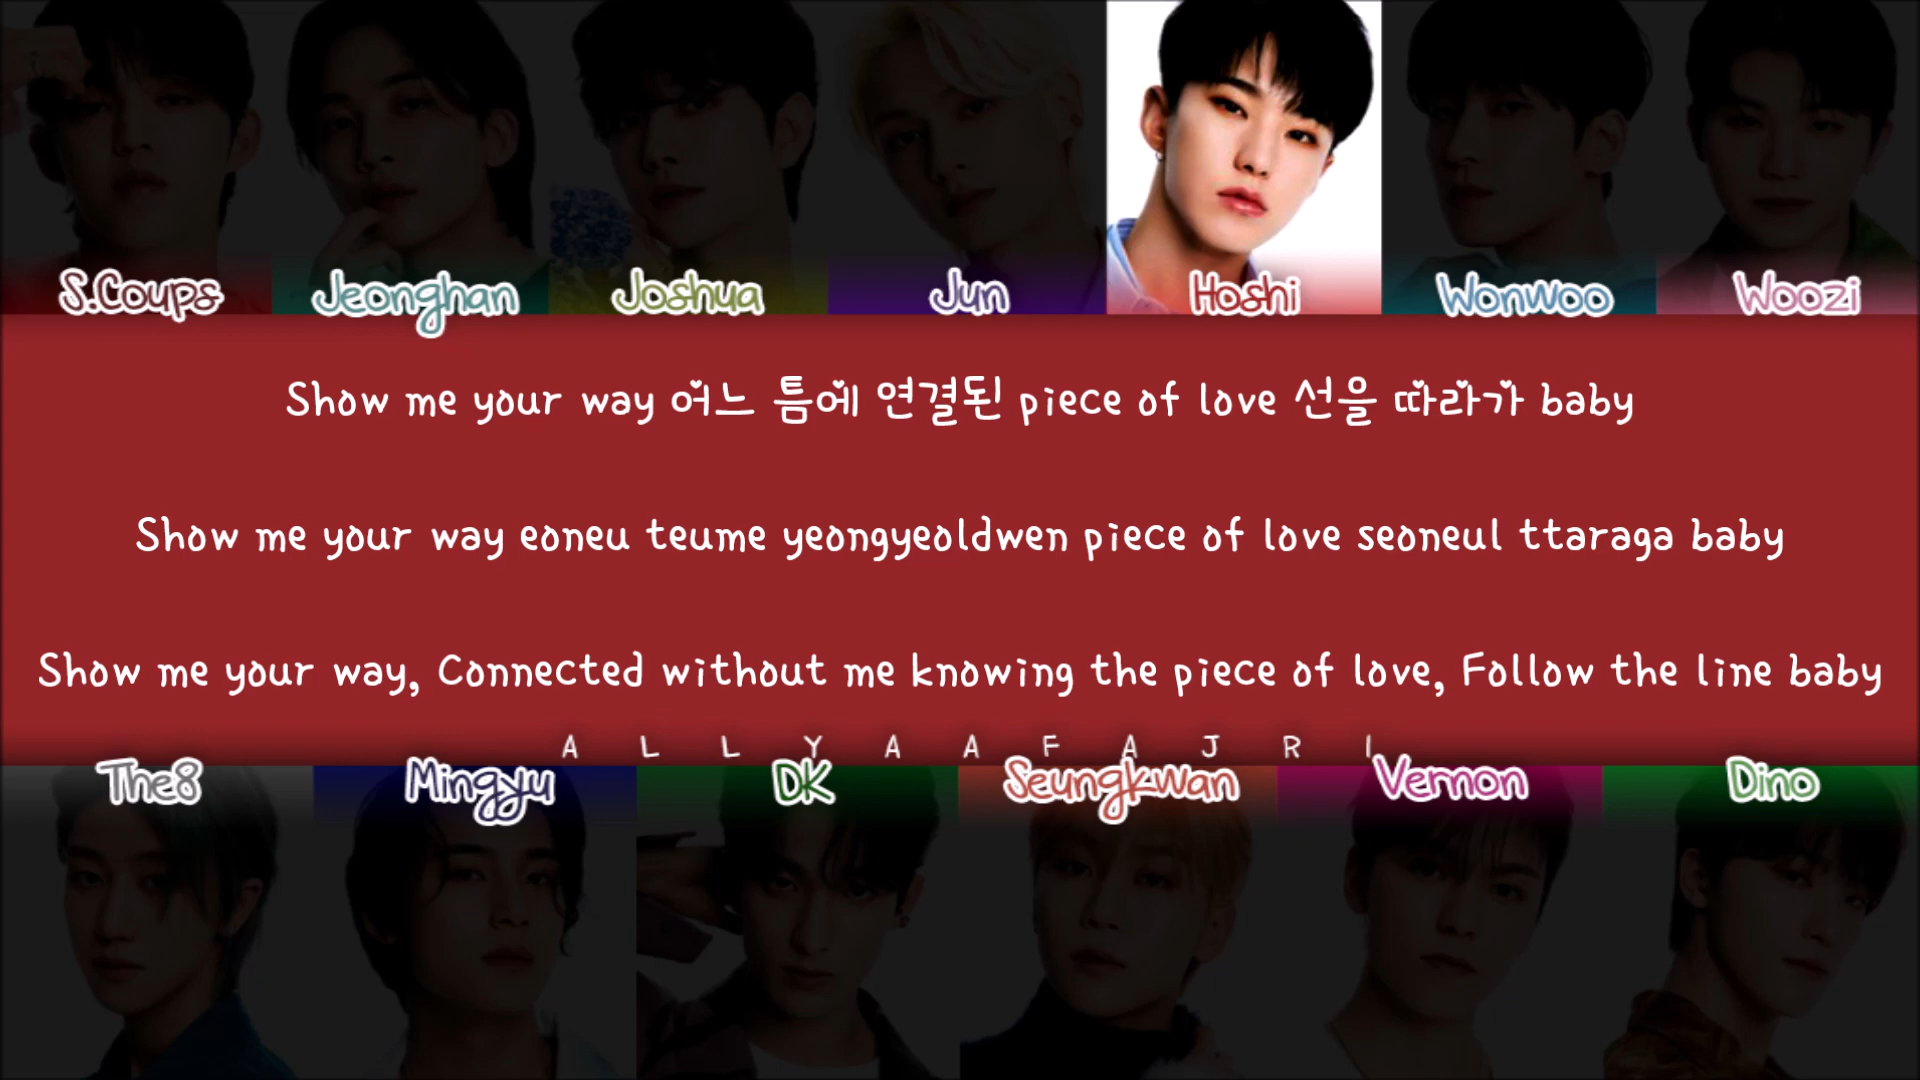 S.Coups Jeonghan Joshua Jun Hoshi Wonwoo Woozi
Show me your way 어느 틈에 연결된 piece of love 선을 따라가 baby
Show me your way eoneu teume yeongyeoldwen piece of love seoneul ttaraga baby
Show me your way, Connected without me knowing the piece of love, Follow the line baby
A L L Y A A F A J R I
The8 Mingyu DK Seungkwan Vernon Dino